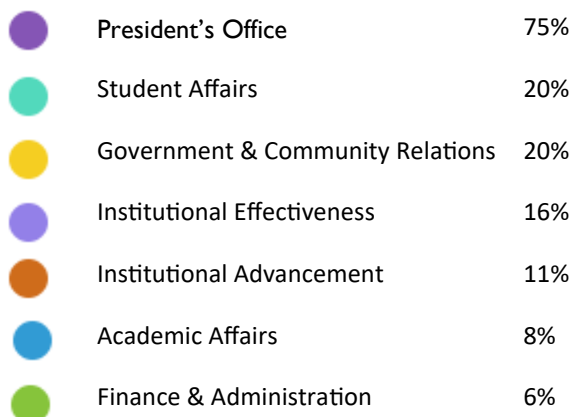 President's Office 75%
Student Affairs 20%
Government & Community Relations 20%
Institutional Effectiveness 16%
Institutional Advancement 11%
Academic Affairs 8%
Finance & Administration 6%